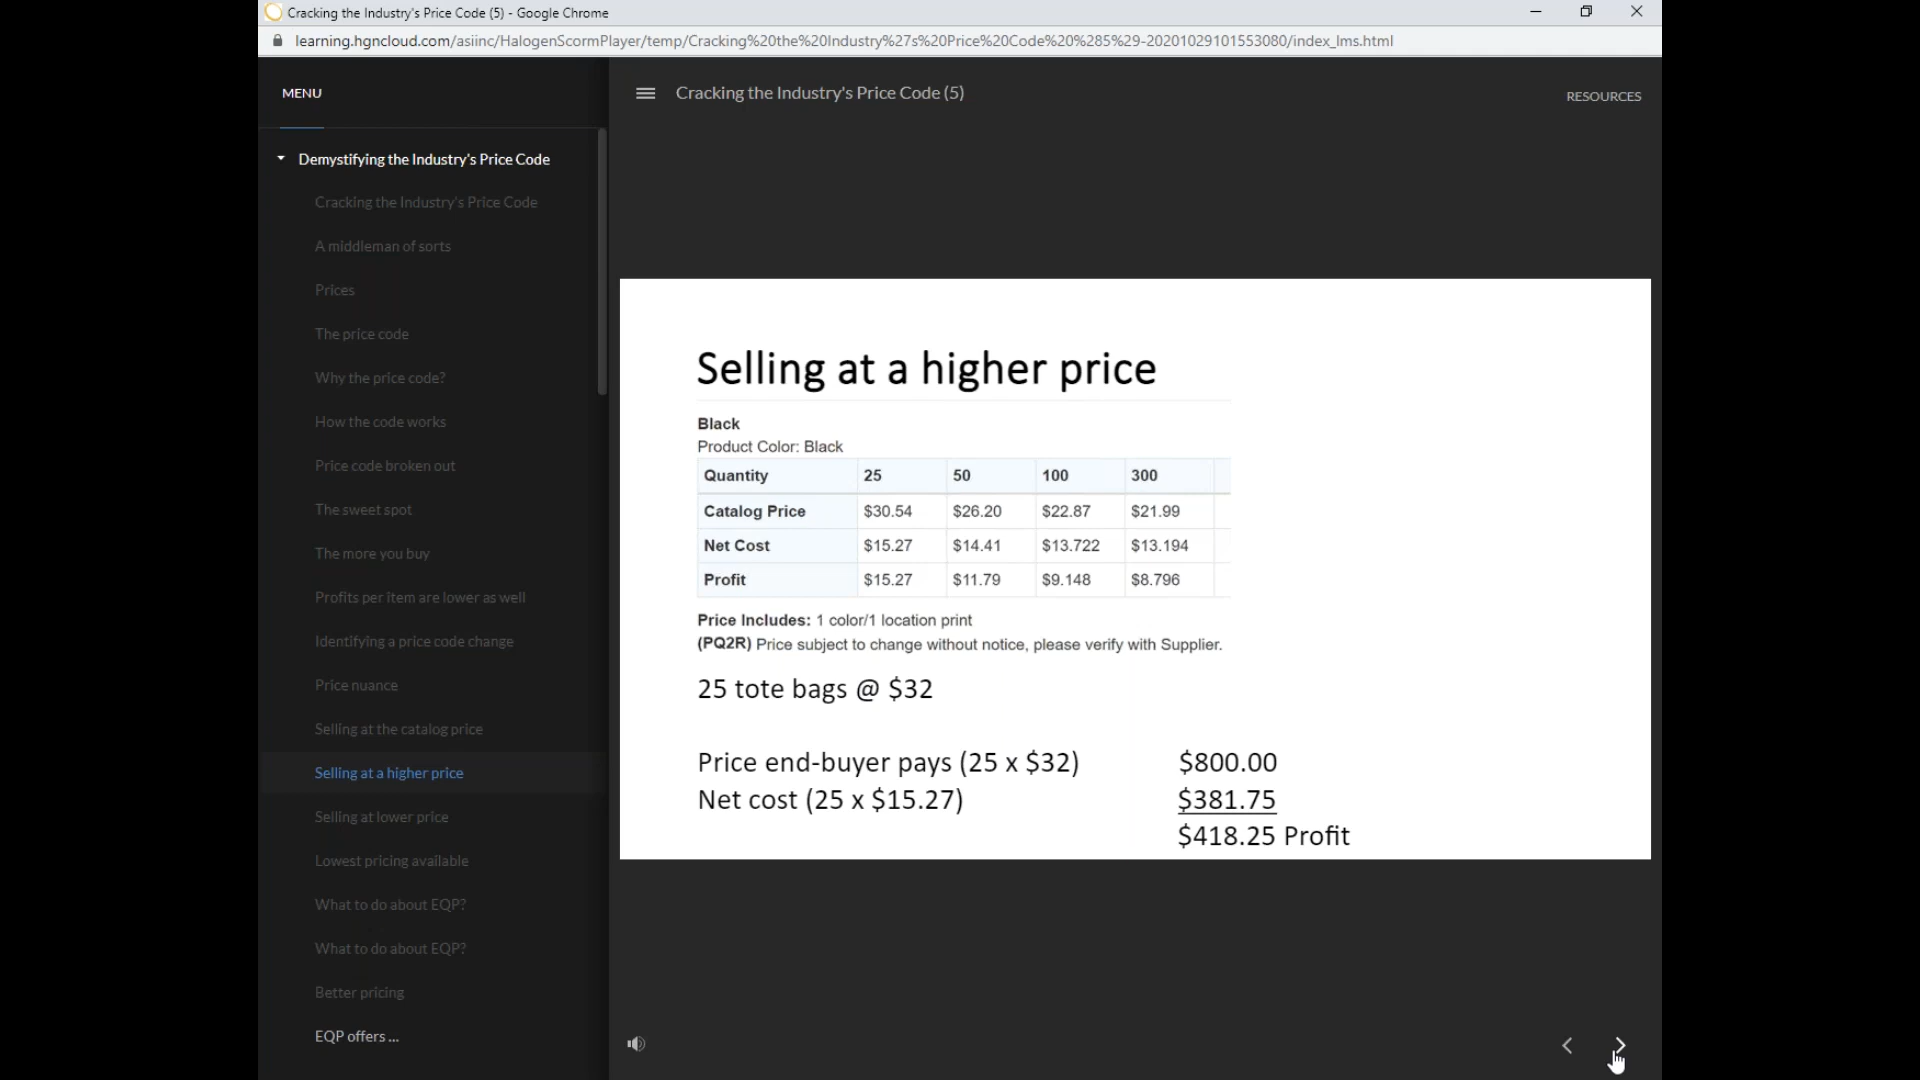 Cracking the Industry's Price Code (5) - Google Chrome
learning.hgncloud.com/asiinc/HalogenScormPlayer/temp/Cracking%20the%20Industry%27s%20Price%20Code%20%285%29-20201029101553080/index_lms.html
MENU
Cracking the Industry's Price Code (5)
RESOURCES
Demystifying the Industry's Price Code
Cracking the Industry's Price Code
A middleman of sorts
Prices
The price code
Why the price code?
How the code works
Price code broken out
The sweet spot
The more you buy
Profits per item are lower as well
Identifying a price code change
Price nuance
Selling at the catalog price
Selling at a higher price
Selling at lower price
Lowest pricing available
What to do about EQP?
What to do about EQP?
Better pricing
EQP offers ...
Selling at a higher price
Black
Product Color: Black
Quantity 25 50 100 300
Catalog Price $30.54 $26.20 $22.87 $21.99
Net Cost $15.27 $14.41 $13.722 $13.194
Profit $15.27 $11.79 $9.148 $8.796
Price Includes: 1 color/1 location print
(PQ2R) Price subject to change without notice, please verify with Supplier.
25 tote bags @ $32
Price end-buyer pays (25 x $32) $800.00
Net cost (25 x $15.27) $381.75
$418.25 Profit